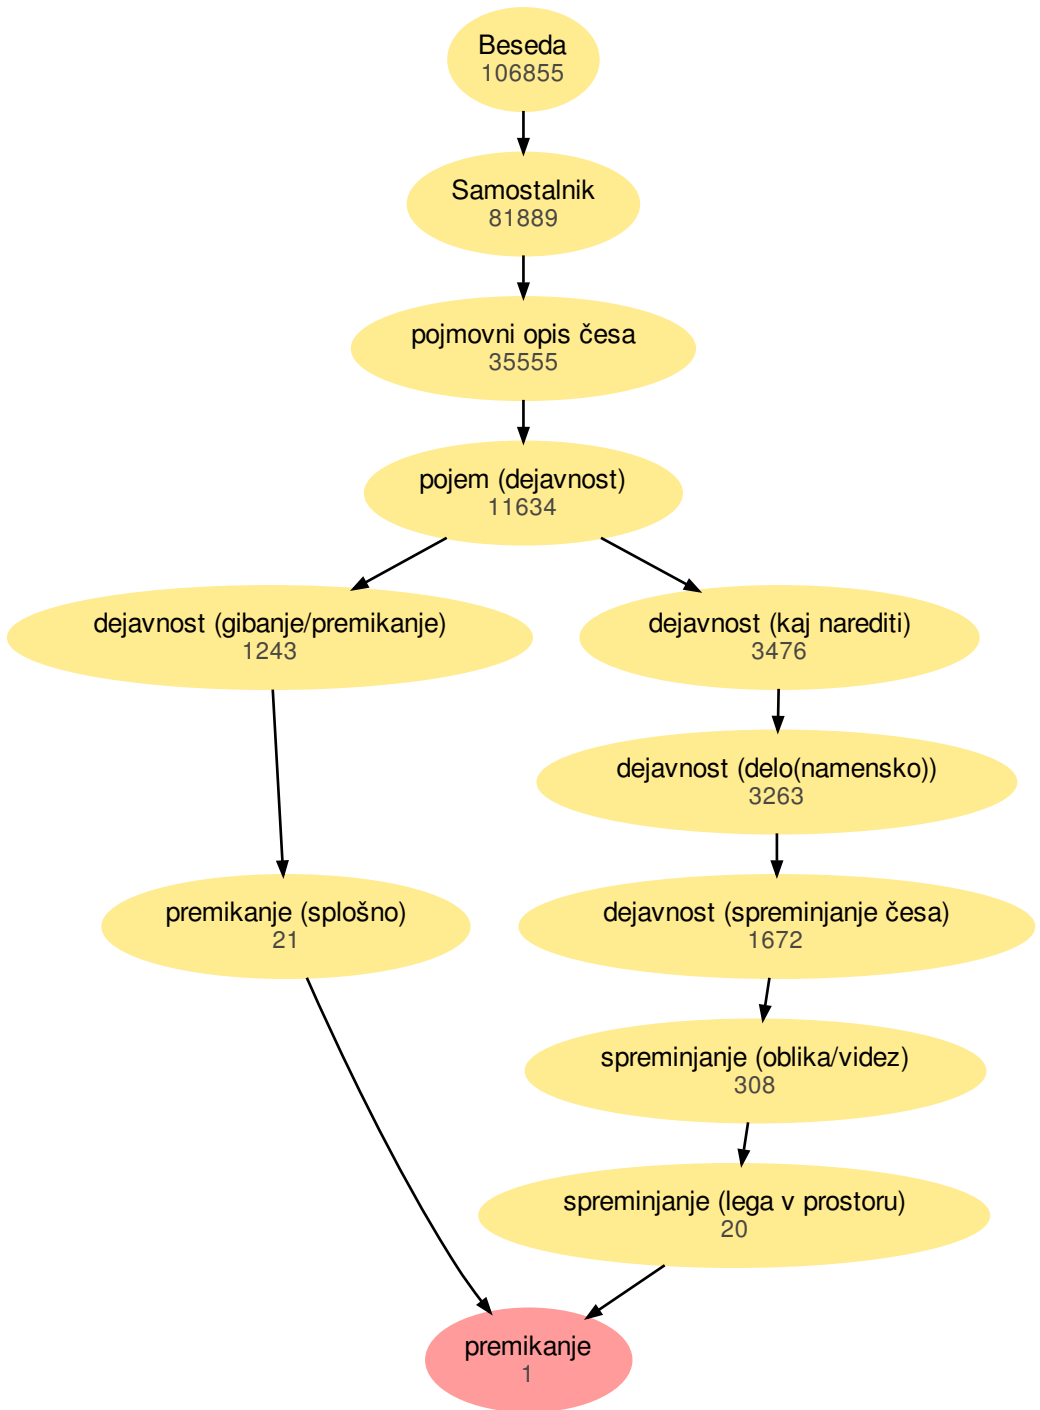 Beseda
106855
Samostalnik
81889
pojmovni opis česa
35555
pojem (dejavnost)
11634
dejavnost (gibanje/premikanje)
1243
dejavnost (kaj narediti)
3476
dejavnost (delo(namensko))
3263
premikanje (splošno)
21
dejavnost (spreminjanje česa)
1672
spreminjanje (oblika/videz)
308
spreminjanje (lega v prostoru)
20
premikanje
1